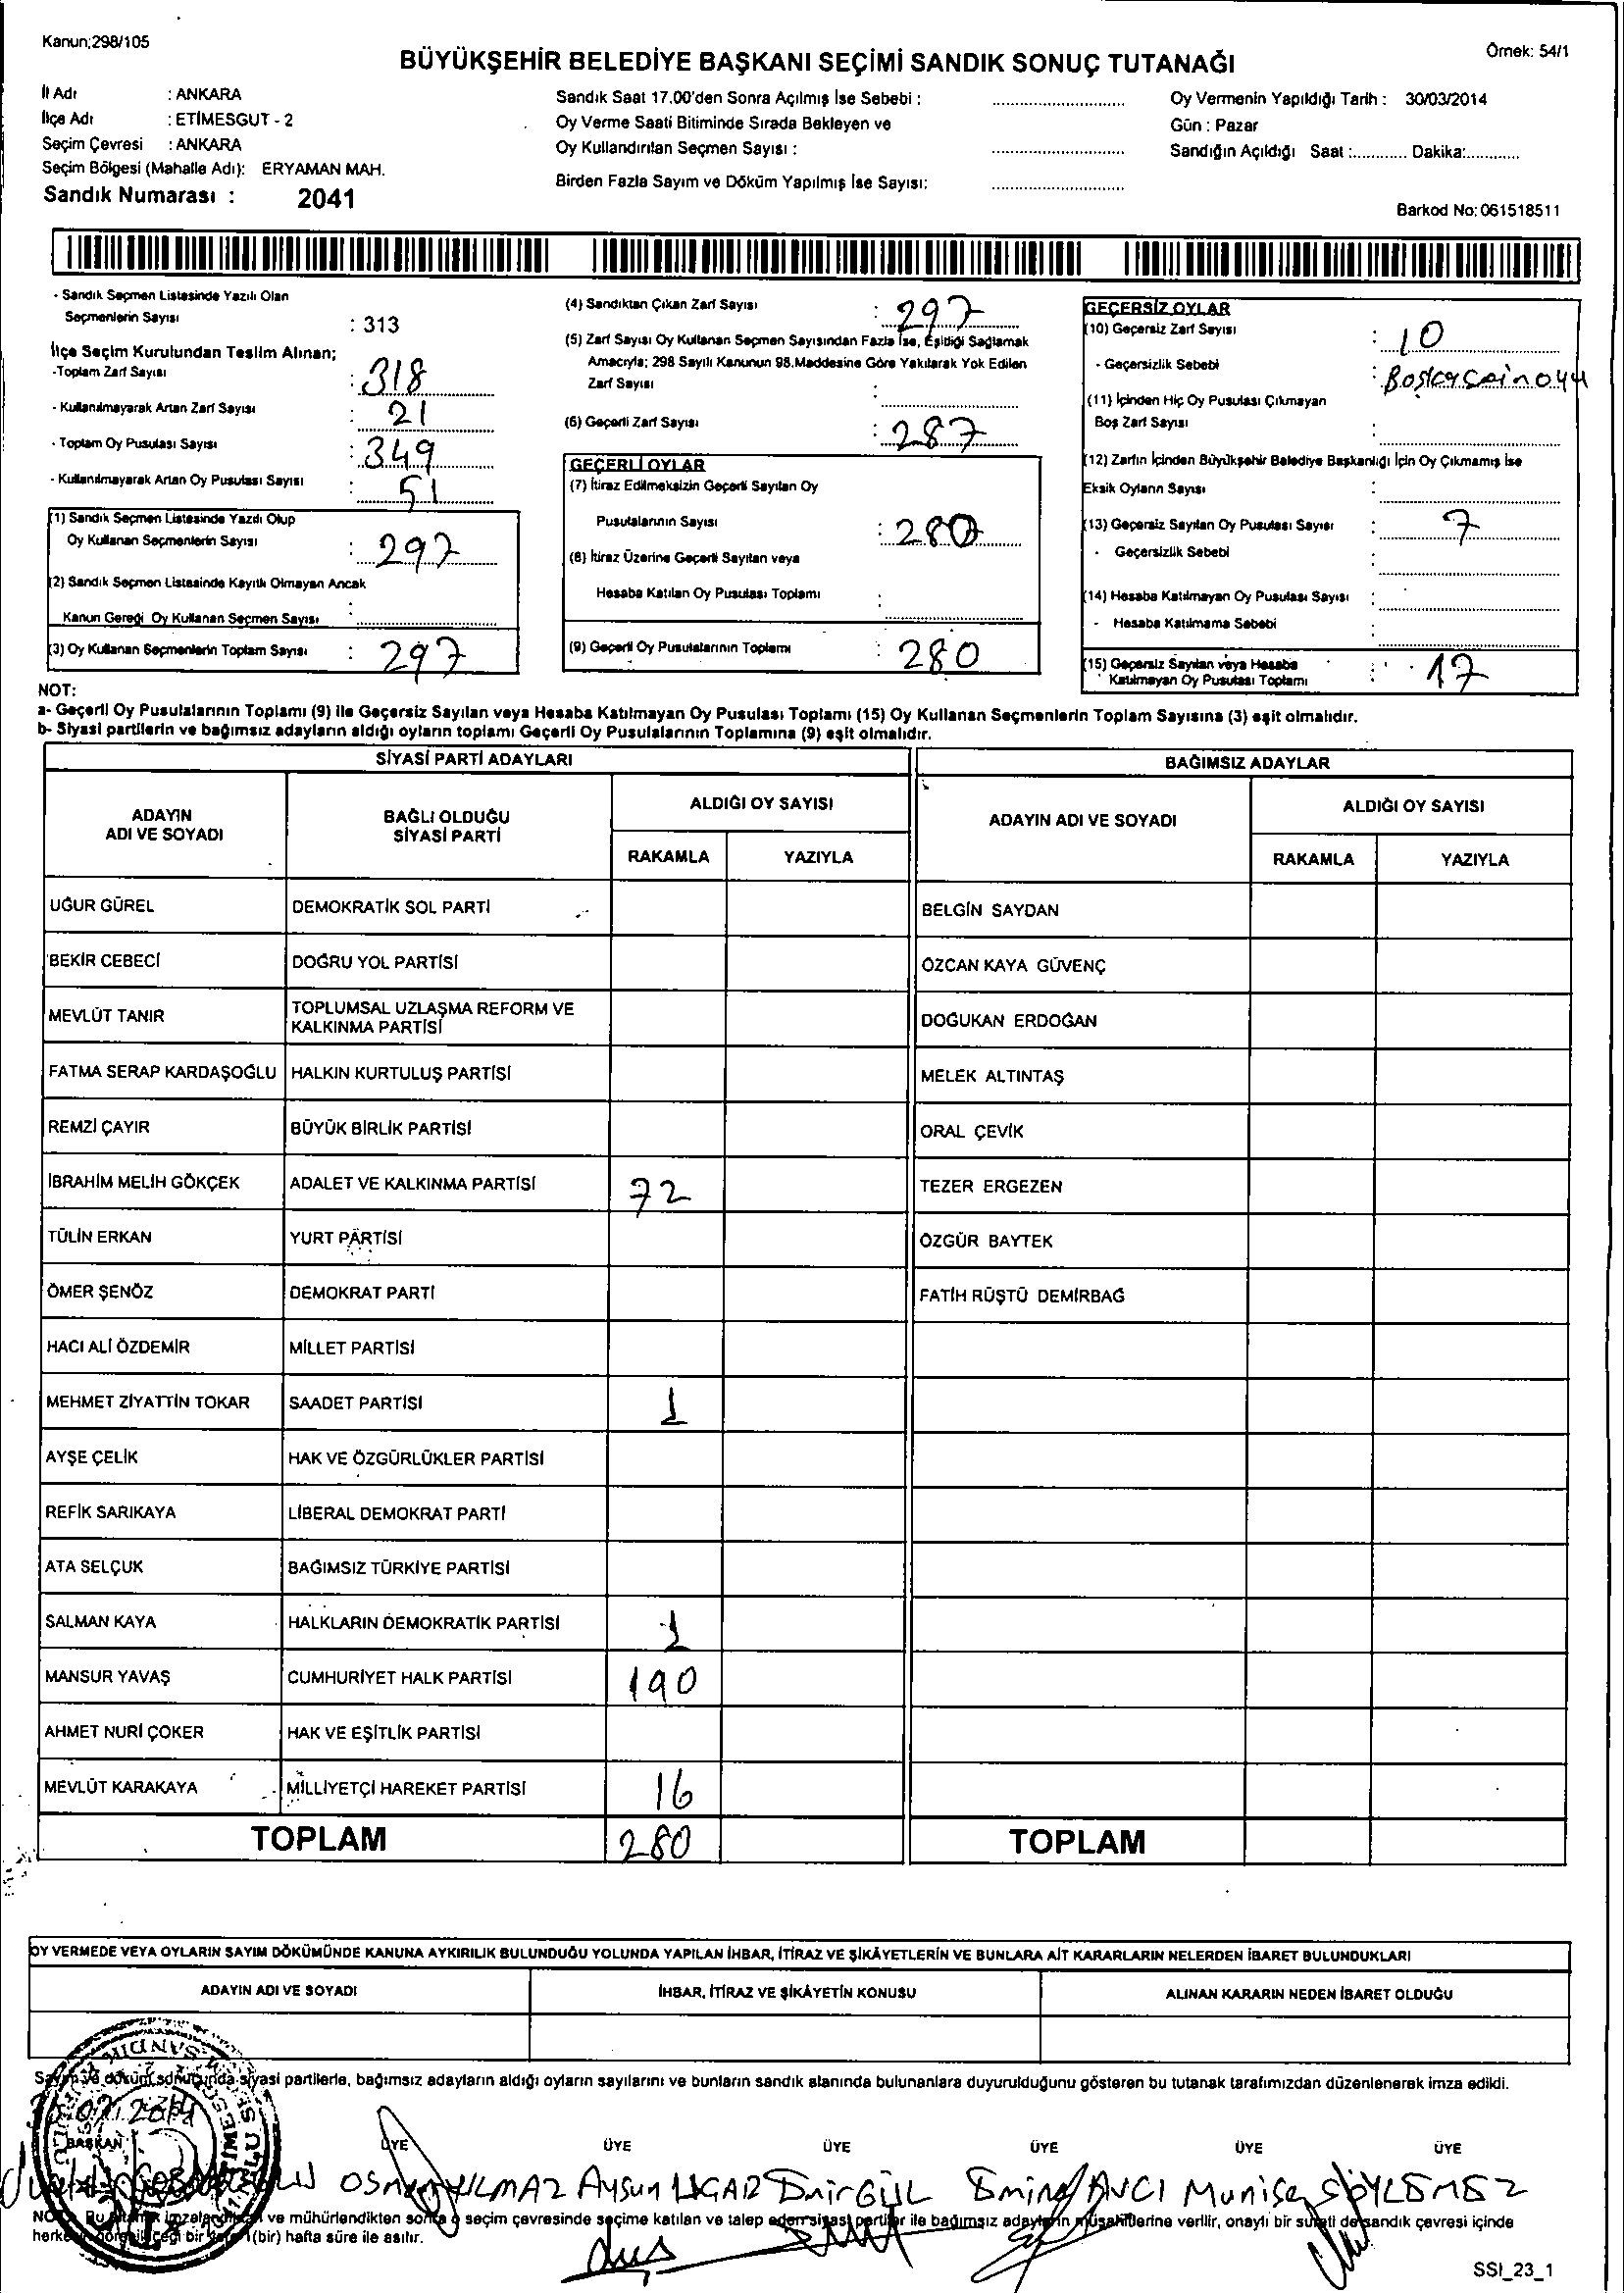 Kanun;298/105
Örnek: 54/1
BÜYÜKŞEHİR BELEDİYE BAŞKANI SEÇİMİ SANDIK SONUÇ TUTANAĞI
İl Adı : ANKARA
İlçe Adı : ETİMESGUT - 2
Seçim Çevresi : ANKARA
Seçim Bölgesi (Mahalle Adı): ERYAMAN MAH.
Sandık Numarası : 2041
Sandık Saat 17.00'den Sonra Açılmış İse Sebebi :
Oy Verme Saati Bitiminde Sırada Bekleyen ve
Oy Kullandırılan Seçmen Sayısı :
Birden Fazla Sayım ve Döküm Yapılmış İse Sayısı:
Oy Vermenin Yapıldığı Tarih : 30/03/2014
Gün : Pazar
Sandığın Açıldığı Saat :............ Dakika:............
Barkod No: 061518511
- Sandık Seçmen Listesinde Yazılı Olan
Seçmenlerin Sayısı : 313
İlçe Seçim Kurulundan Teslim Alınan;
-Toplam Zarf Sayısı : 318
- Kullanılmayarak Artan Zarf Sayısı : 21
- Toplam Oy Pusulası Sayısı : 349
- Kullanılmayarak Artan Oy Pusulası Sayısı : 51
(1) Sandık Seçmen Listesinde Yazılı Olup
Oy Kullanan Seçmenlerin Sayısı : 297
(2) Sandık Seçmen Listesinde Kayıtlı Olmayan Ancak
Kanun Gereği Oy Kullanan Seçmen Sayısı :
(3) Oy Kullanan Seçmenlerin Toplam Sayısı : 297
(4) Sandıktan Çıkan Zarf Sayısı : 297
(5) Zarf Sayısı Oy Kullanan Seçmen Sayısından Fazla İse, Eşitliği Sağlamak
Amacıyla; 298 Sayılı Kanunun 98.Maddesine Göre Yakılarak Yok Edilen
Zarf Sayısı :
(6) Geçerli Zarf Sayısı : 287
GEÇERLİ OYLAR
(7) İtiraz Edilmeksizin Geçerli Sayılan Oy
Pusulalarının Sayısı : 280
(8) İtiraz Üzerine Geçerli Sayılan veya
Hesaba Katılan Oy Pusulası Toplamı :
(9) Geçerli Oy Pusulalarının Toplamı : 280
GEÇERSİZ OYLAR
(10) Geçersiz Zarf Sayısı : 10
- Geçersizlik Sebebi :
(11) İçinden Hiç Oy Pusulası Çıkmayan
Boş Zarf Sayısı :
(12) Zarfın İçinden Büyükşehir Belediye Başkanlığı İçin Oy Çıkmamış İse
Eksik Oyların Sayısı :
(13) Geçersiz Sayılan Oy Pusulası Sayısı : 7
- Geçersizlik Sebebi
(14) Hesaba Katılmayan Oy Pusulası Sayısı :
- Hesaba Katılmama Sebebi :
(15) Geçersiz Sayılan veya Hesaba
Katılmayan Oy Pusulası Toplamı : 17
NOT:
a- Geçerli Oy Pusulalarının Toplamı (9) ile Geçersiz Sayılan veya Hesaba Katılmayan Oy Pusulası Toplamı (15) Oy Kullanan Seçmenlerin Toplam Sayısına (3) eşit olmalıdır.
b- Siyasi partilerin ve bağımsız adayların aldığı oyların toplamı Geçerli Oy Pusulalarının Toplamına (9) eşit olmalıdır.
SİYASİ PARTİ ADAYLARI
ADAYIN ADI VE SOYADI
BAĞLI OLDUĞU SİYASİ PARTİ
ALDIĞI OY SAYISI
RAKAMLA YAZIYLA
UĞUR GÜREL DEMOKRATİK SOL PARTİ
BEKİR CEBECİ DOĞRU YOL PARTİSİ
MEVLÜT TANIR TOPLUMSAL UZLAŞMA REFORM VE KALKINMA PARTİSİ
FATMA SERAP KARDAŞOĞLU HALKIN KURTULUŞ PARTİSİ
REMZİ ÇAYIR BÜYÜK BİRLİK PARTİSİ
İBRAHİM MELİH GÖKÇEK ADALET VE KALKINMA PARTİSİ 72
TÜLİN ERKAN YURT PARTİSİ
ÖMER ŞENÖZ DEMOKRAT PARTİ
HACI ALİ ÖZDEMİR MİLLET PARTİSİ
MEHMET ZİYATTİN TOKAR SAADET PARTİSİ 1
AYŞE ÇELİK HAK VE ÖZGÜRLÜKLER PARTİSİ
REFİK SARIKAYA LİBERAL DEMOKRAT PARTİ
ATA SELÇUK BAĞIMSIZ TÜRKİYE PARTİSİ
SALMAN KAYA HALKLARIN DEMOKRATİK PARTİSİ 1
MANSUR YAVAŞ CUMHURİYET HALK PARTİSİ 190
AHMET NURİ ÇOKER HAK VE EŞİTLİK PARTİSİ
MEVLÜT KARAKAYA MİLLİYETÇİ HAREKET PARTİSİ 16
TOPLAM 280
BAĞIMSIZ ADAYLAR
ADAYIN ADI VE SOYADI
ALDIĞI OY SAYISI
RAKAMLA YAZIYLA
BELGİN SAYDAN
ÖZCAN KAYA GÜVENÇ
DOĞUKAN ERDOĞAN
MELEK ALTINTAŞ
ORAL ÇEVİK
TEZER ERGEZEN
ÖZGÜR BAYTEK
FATİH RÜŞTÜ DEMİRBAĞ
TOPLAM
OY VERMEDE VEYA OYLARIN SAYIM DÖKÜMÜNDE KANUNA AYKIRILIK BULUNDUĞU YOLUNDA YAPILAN İHBAR, İTİRAZ VE ŞİKÂYETLERİN VE BUNLARA AİT KARARLARIN NELERDEN İBARET BULUNDUKLARI
ADAYIN ADI VE SOYADI
İHBAR, İTİRAZ VE ŞİKÂYETİN KONUSU
ALINAN KARARIN NEDEN İBARET OLDUĞU
Sayım ve döküm sonucunda siyasi partilerle, bağımsız adayların aldığı oyların sayılarını ve bunların sandık alanında bulunanlara duyurulduğunu gösteren bu tutanak tarafımızdan düzenlenerek imza edildi.
BAŞKAN ÜYE ÜYE ÜYE ÜYE ÜYE ÜYE
OSMAN YILMAZ Aysun UGAR Emir GÜL Emine AVCI Munise SÖYLEMEZ
NOT: Bu tutanak imzalandıktan ve mühürlendikten sonra o seçim çevresinde seçime katılan ve talep eden siyasi partiler ile bağımsız adayların müşahitlerine verilir, onaylı bir sureti de sandık çevresi içinde
herkesin görebileceği bir yere 1(bir) hafta süre ile asılır.
SSI_23_1